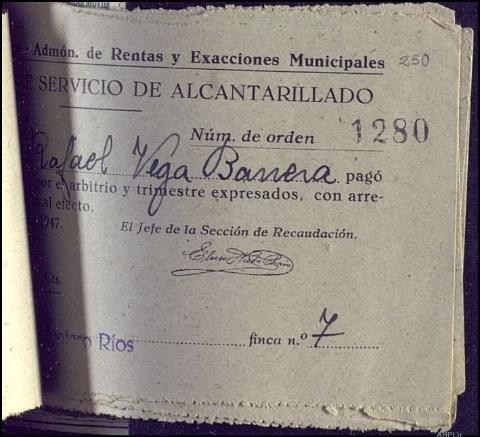 Admón. de Rentas y Exacciones Municipales 250
E SERVICIO DE ALCANTARILLADO
Núm. de orden 1280
Rafael Vega Barrera pagó
por el arbitrio y trimestre expresados, con arre-
al efecto.
1947.
El Jefe de la Sección de Recaudación,
Cts.
Ríos finca n.º 7